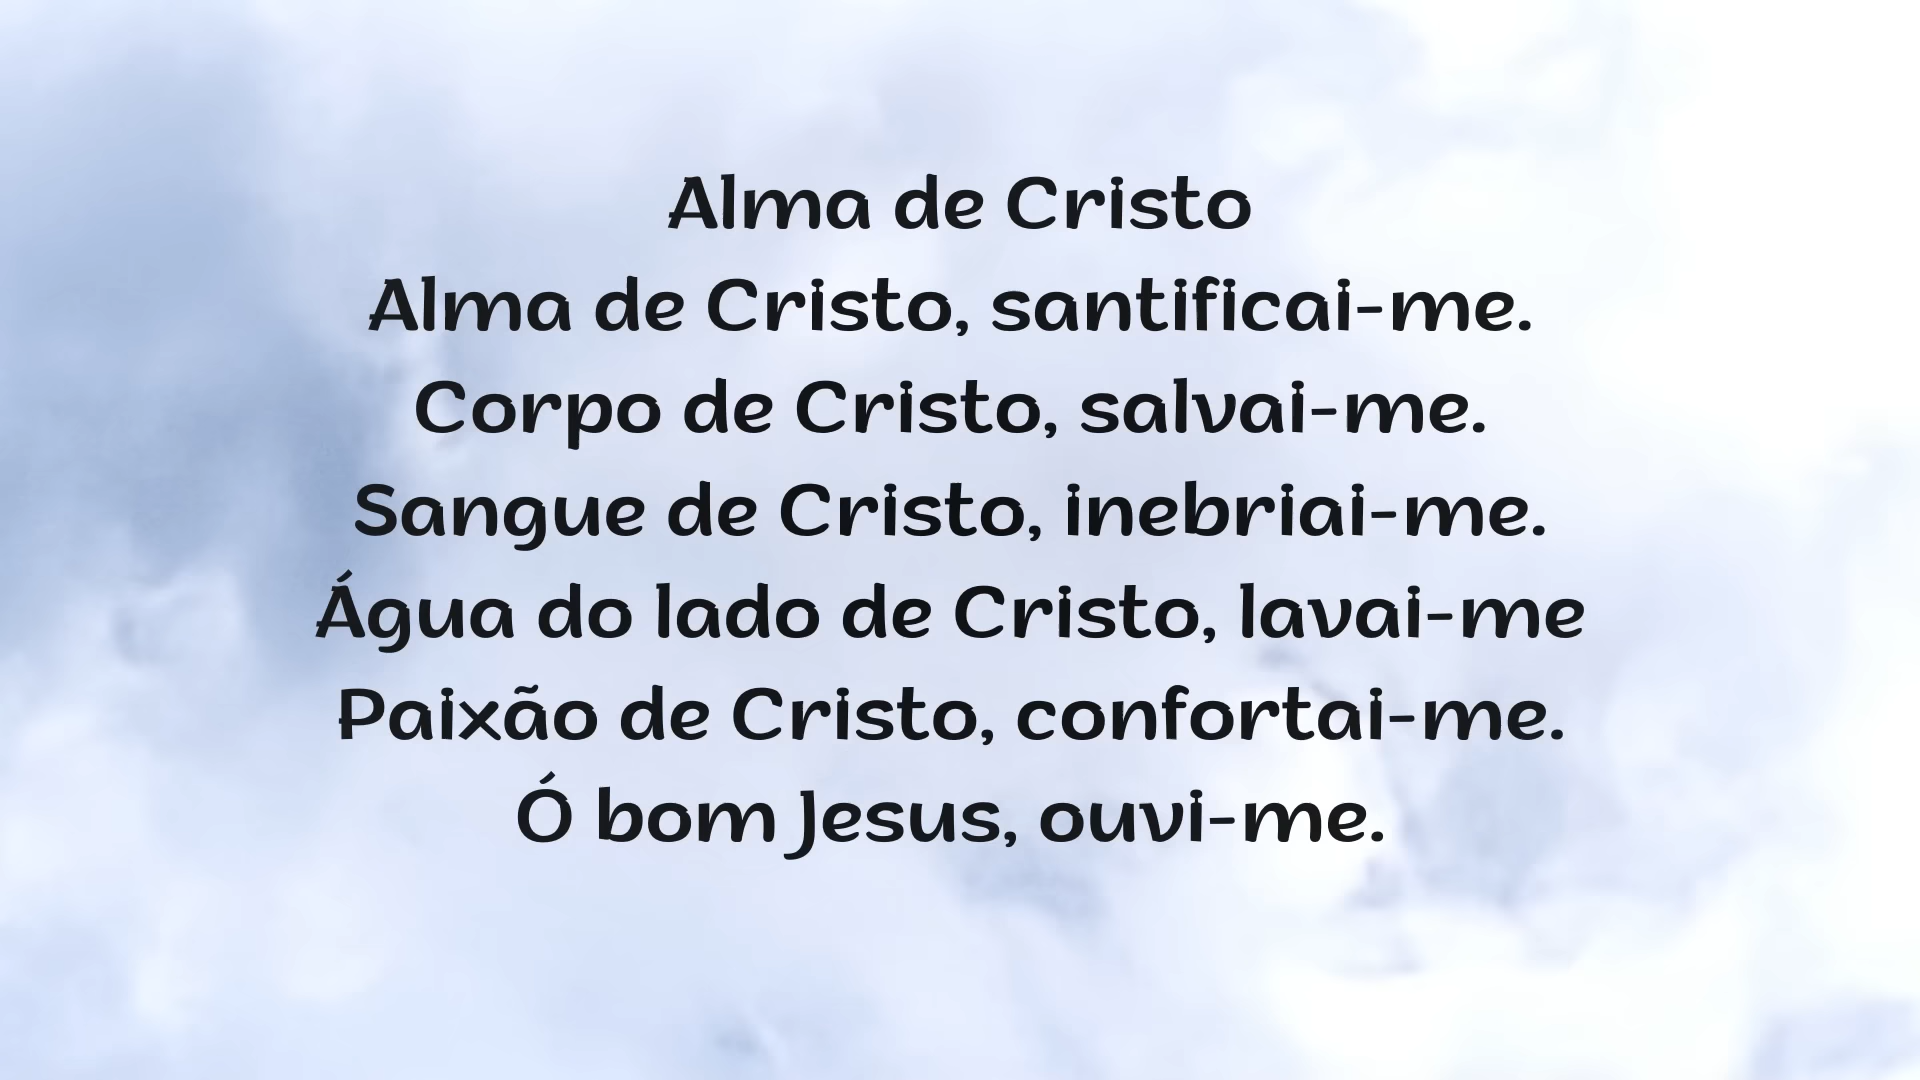 Alma de Cristo
Alma de Cristo, santificai-me.
Corpo de Cristo, salvai-me.
Sangue de Cristo, inebriai-me.
Água do lado de Cristo, lavai-me
Paixão de Cristo, confortai-me.
Ó bom Jesus, ouvi-me.